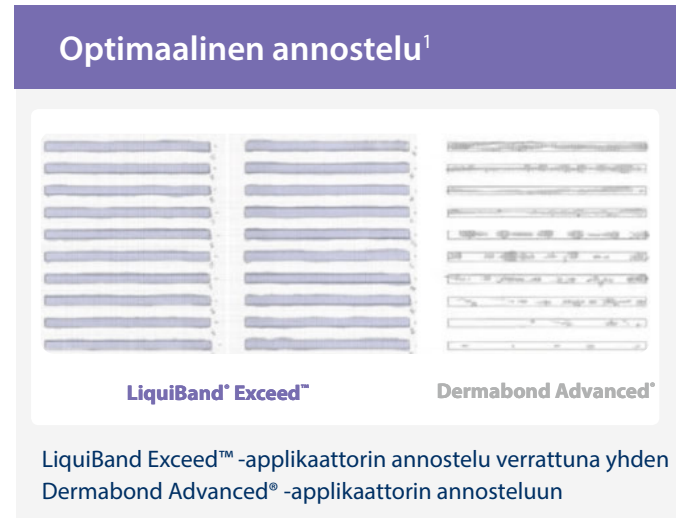 Optimaalinen annostelu¹
LiquiBand® Exceed™
Dermabond Advanced®
LiquiBand Exceed™ -applikaattorin annostelu verrattuna yhden
Dermabond Advanced® -applikaattorin annosteluun